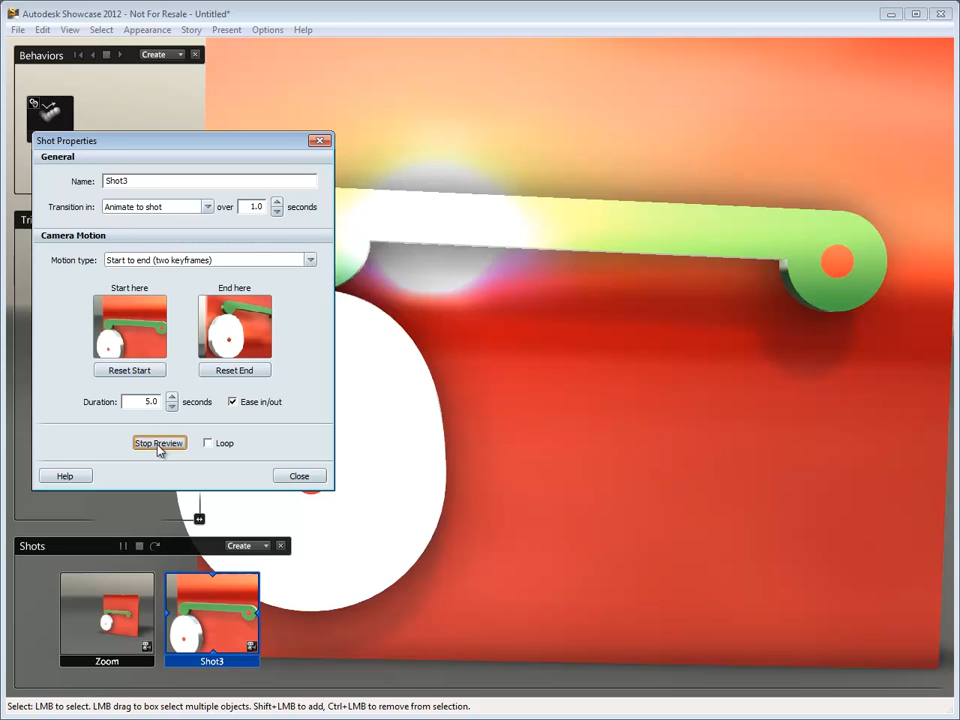 Autodesk Showcase 2012 - Not For Resale - Untitled*
File Edit View Select Appearance Story Present Options Help
Behaviors Create
Shot Properties
General
Name: Shot3
Transition in: Animate to shot over 1.0 seconds
Camera Motion
Motion type: Start to end (two keyframes)
Start here End here
Reset Start Reset End
Duration: 5.0 seconds Ease in/out
Stop Preview Loop
Help Close
Shots Create
Zoom Shot3
Select: LMB to select. LMB drag to box select multiple objects. Shift+LMB to add, Ctrl+LMB to remove from selection.